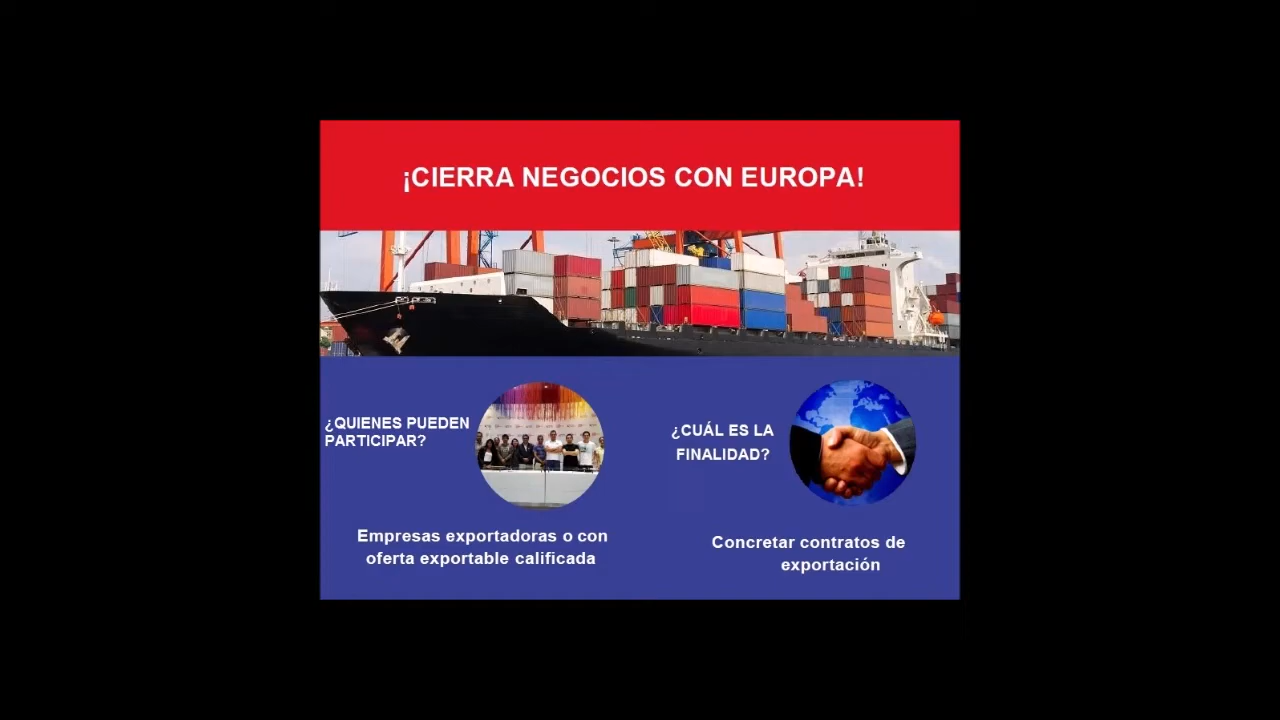 ¡CIERRA NEGOCIOS CON EUROPA!
¿QUIENES PUEDEN
PARTICIPAR?
Empresas exportadoras o con
oferta exportable calificada
¿CUÁL ES LA
FINALIDAD?
Concretar contratos de
exportación